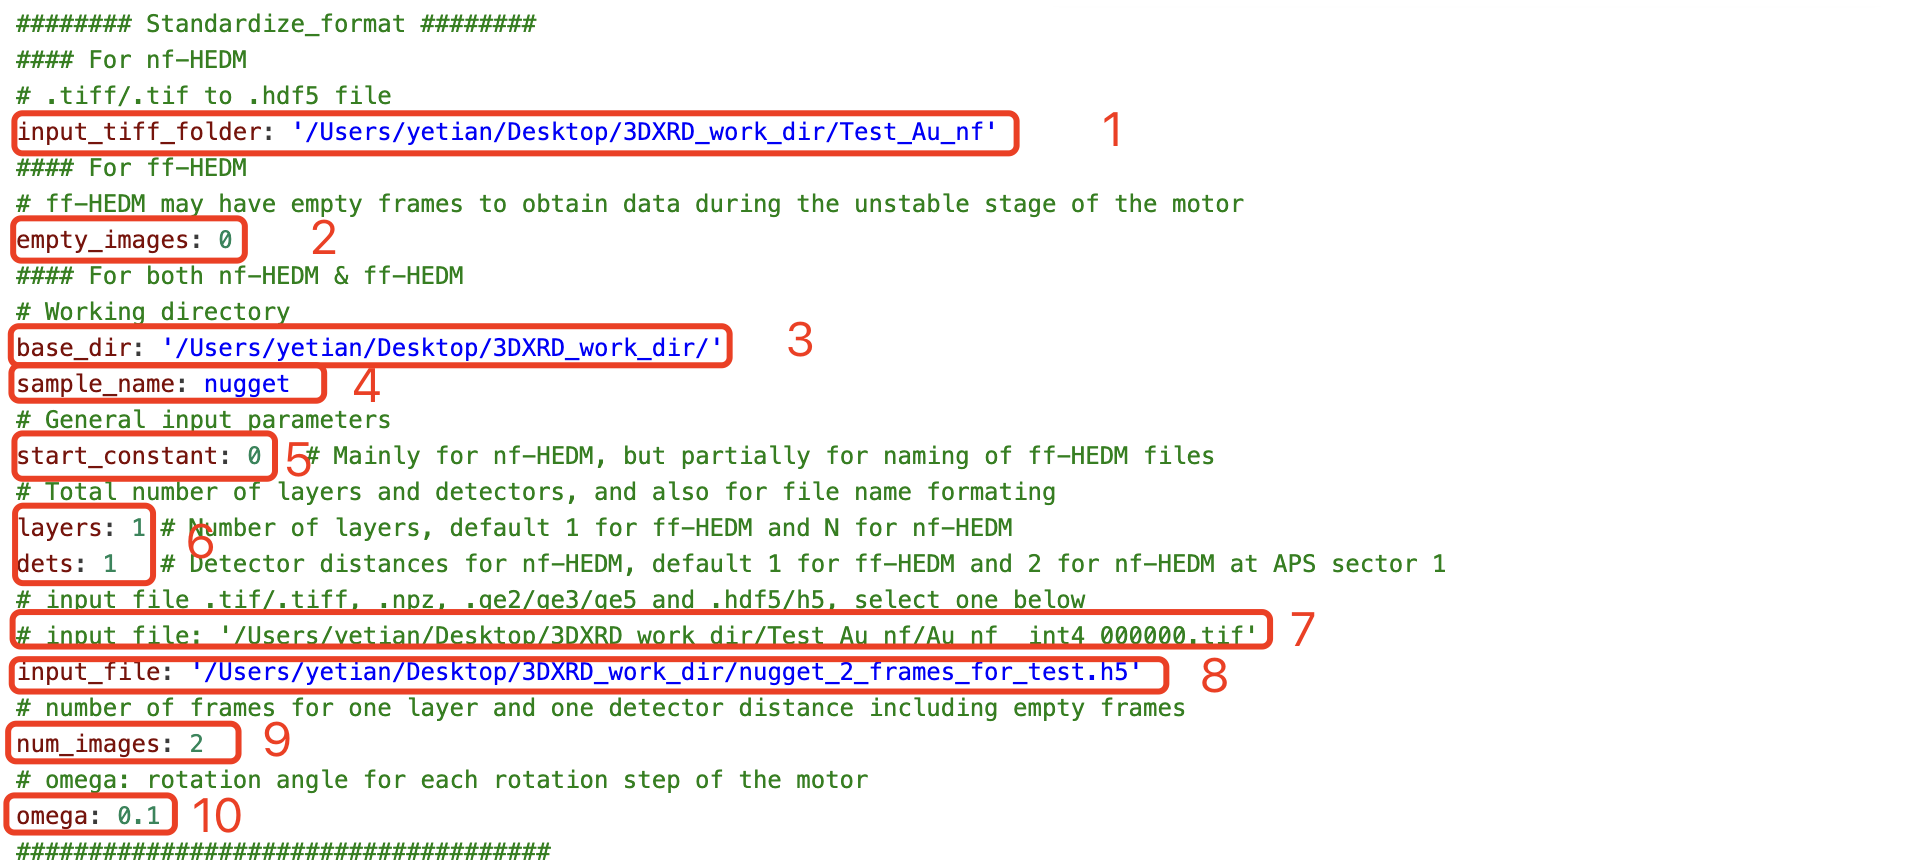 ######## Standardize_format ########
#### For nf-HEDM
# .tiff/.tif to .hdf5 file
input_tiff_folder: '/Users/yetian/Desktop/3DXRD_work_dir/Test_Au_nf' 1
#### For ff-HEDM
# ff-HEDM may have empty frames to obtain data during the unstable stage of the motor
empty_images: 0 2
#### For both nf-HEDM & ff-HEDM
# Working directory
base_dir: '/Users/yetian/Desktop/3DXRD_work_dir/' 3
sample_name: nugget 4
# General input parameters
start_constant: 0 5 # Mainly for nf-HEDM, but partially for naming of ff-HEDM files
# Total number of layers and detectors, and also for file name formating
layers: 1 # Number of layers, default 1 for ff-HEDM and N for nf-HEDM
6
dets: 1 # Detector distances for nf-HEDM, default 1 for ff-HEDM and 2 for nf-HEDM at APS sector 1
# input file .tif/.tiff, .npz, .ge2/ge3/ge5 and .hdf5/h5, select one below
# input_file: '/Users/yetian/Desktop/3DXRD_work_dir/Test_Au_nf/Au_nf__int4_000000.tif' 7
input_file: '/Users/yetian/Desktop/3DXRD_work_dir/nugget_2_frames_for_test.h5' 8
# number of frames for one layer and one detector distance including empty frames
num_images: 2 9
# omega: rotation angle for each rotation step of the motor
omega: 0.1 10
#####################################